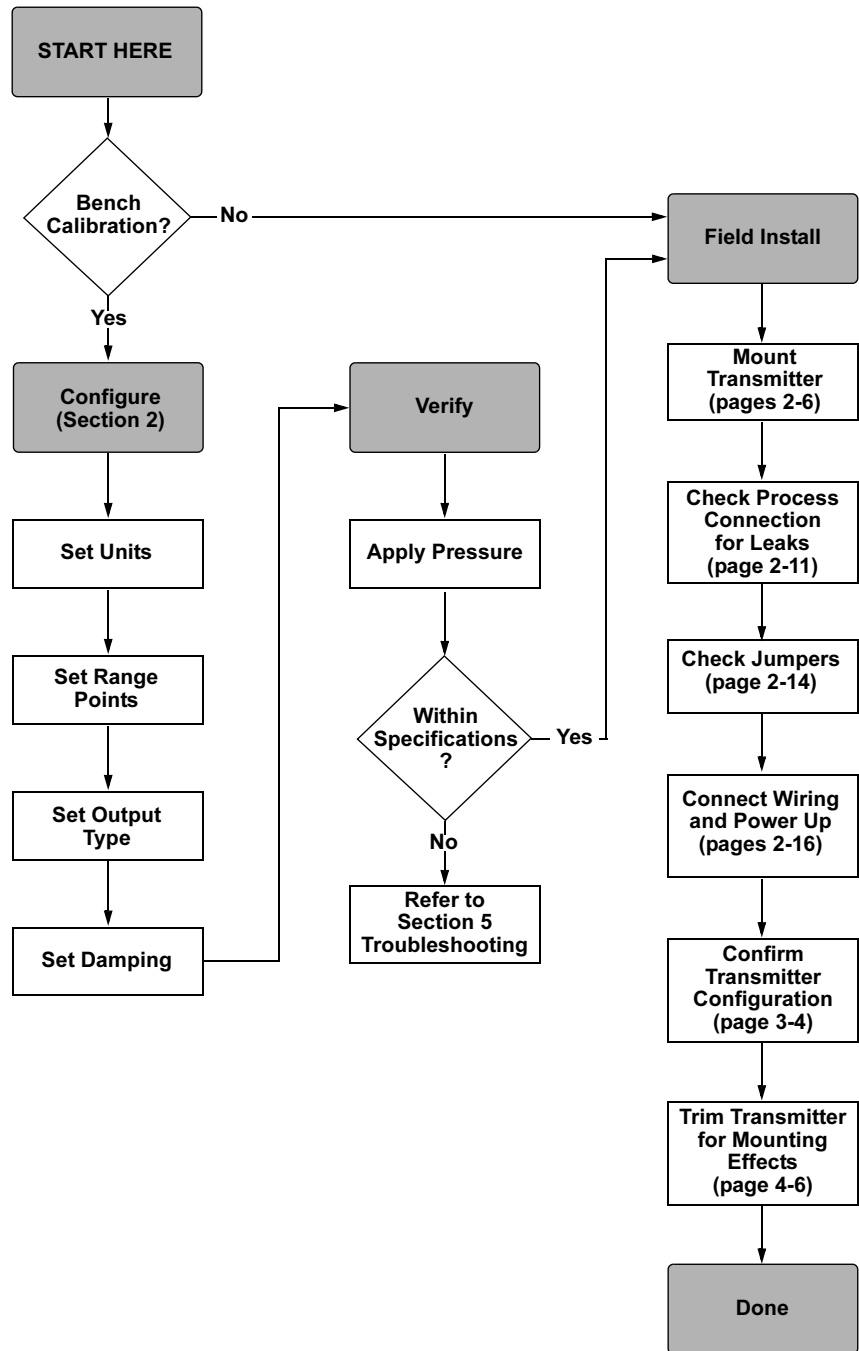 START HERE
Bench
Calibration?
No
Yes
Configure
(Section 2)
Set Units
Set Range
Points
Set Output
Type
Set Damping
Verify
Apply Pressure
Within
Specifications
?
Yes
No
Refer to
Section 5
Troubleshooting
Field Install
Mount
Transmitter
(pages 2-6)
Check Process
Connection
for Leaks
(page 2-11)
Check Jumpers
(page 2-14)
Connect Wiring
and Power Up
(pages 2-16)
Confirm
Transmitter
Configuration
(page 3-4)
Trim Transmitter
for Mounting
Effects
(page 4-6)
Done